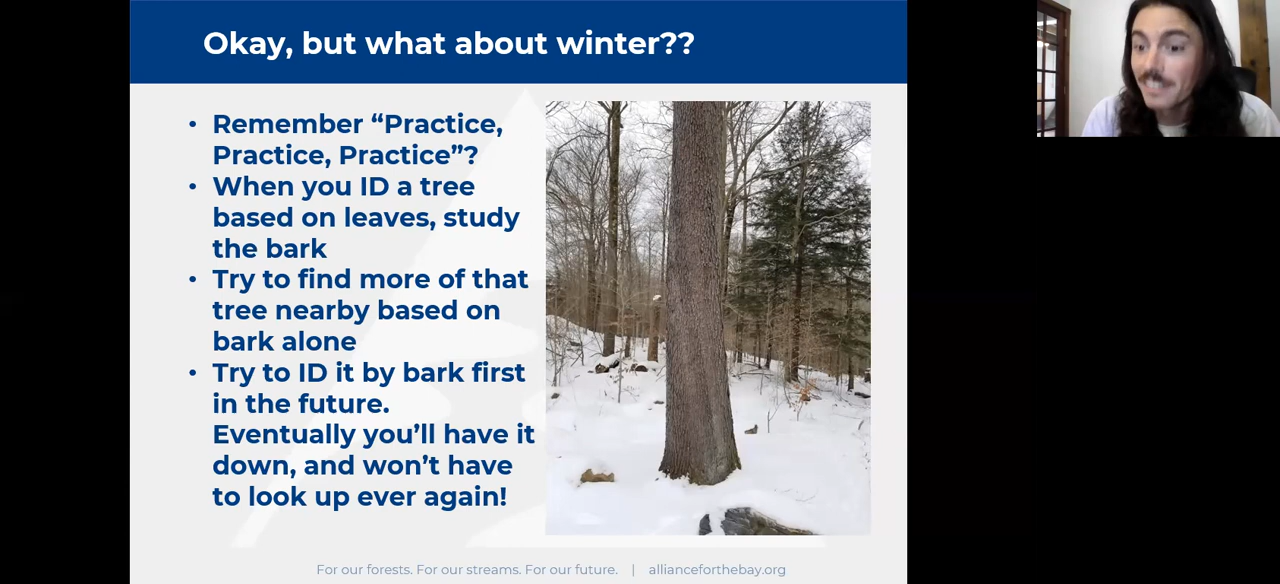 Okay, but what about winter??
• Remember “Practice,
Practice, Practice”?
• When you ID a tree
based on leaves, study
the bark
• Try to find more of that
tree nearby based on
bark alone
• Try to ID it by bark first
in the future.
Eventually you’ll have it
down, and won’t have
to look up ever again!
For our forests. For our streams. For our future. | allianceforthebay.org